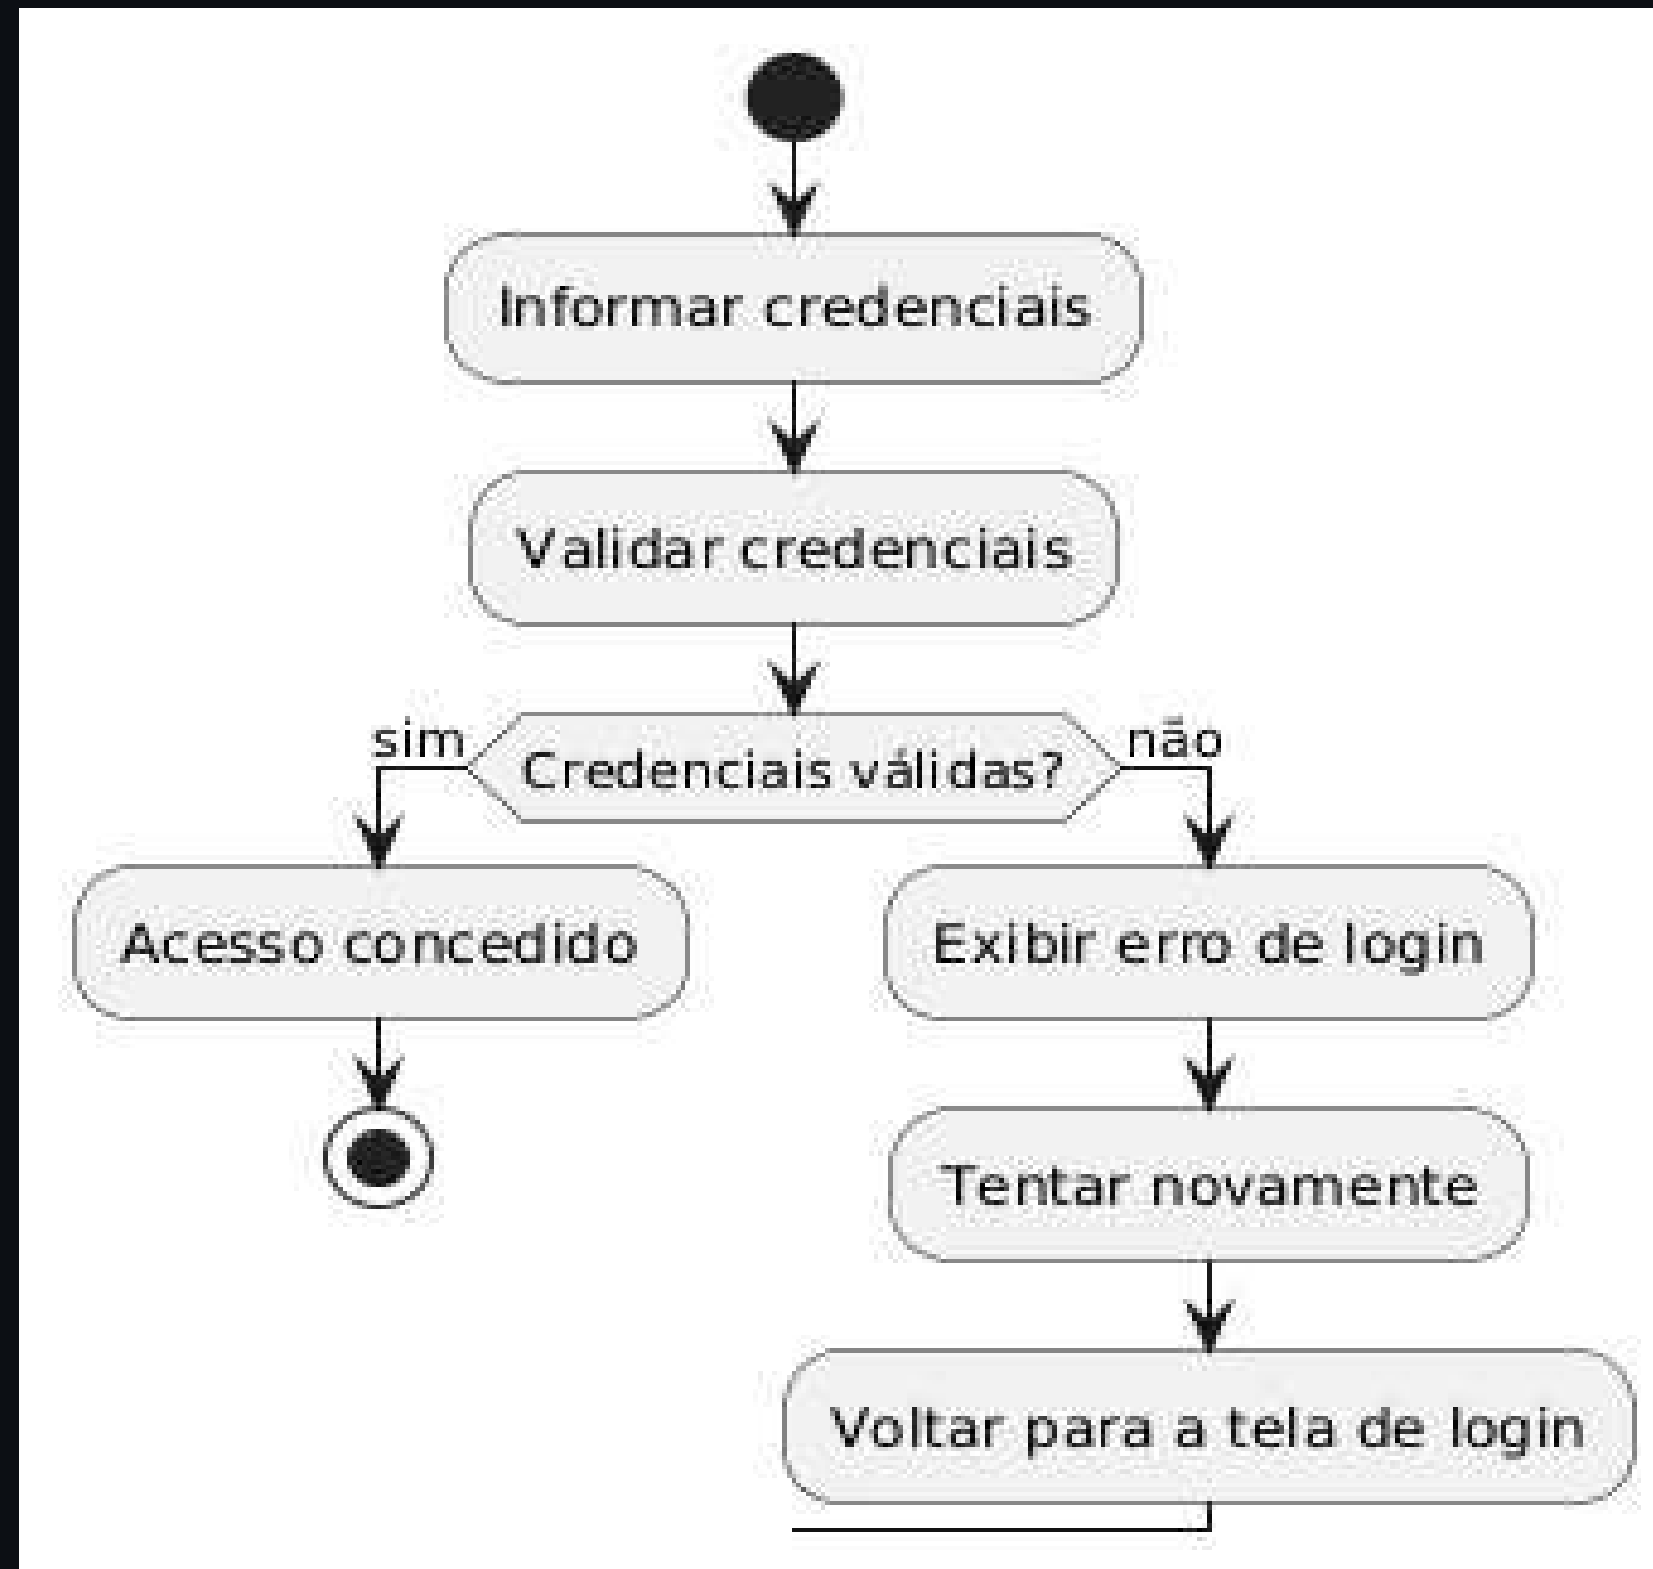 Informar credenciais
Validar credenciais
sim
Credenciais válidas?
não
Acesso concedido
Exibir erro de login
Tentar novamente
Voltar para a tela de login